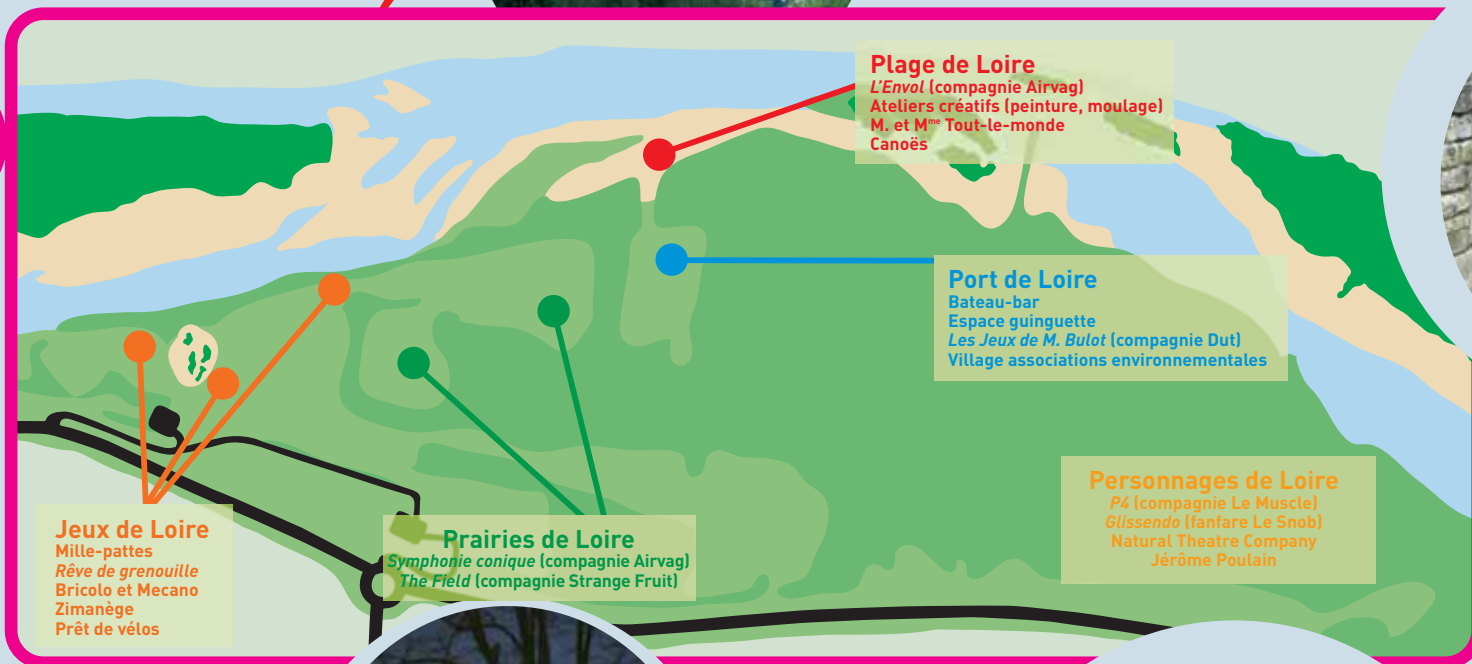 Plage de Loire
L'Envol (compagnie Airvag)
Ateliers créatifs (peinture, moulage)
M. et Mme Tout-le-monde
Canoës
Port de Loire
Bateau-bar
Espace guinguette
Les Jeux de M. Bulot (compagnie Dut)
Village associations environnementales
Personnages de Loire
P4 (compagnie Le Muscle)
Glissendo (fanfare Le Snob)
Natural Theatre Company
Jérôme Poulain
Jeux de Loire
Mille-pattes
Rêve de grenouille
Bricolo et Mecano
Zimanège
Prêt de vélos
Prairies de Loire
Symphonie conique (compagnie Airvag)
The Field (compagnie Strange Fruit)